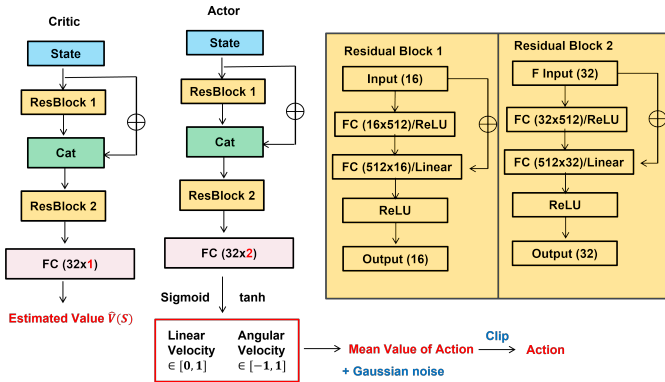 Critic
State
ResBlock 1
Cat
ResBlock 2
FC (32x1)
Estimated Value V̂(S)
Actor
State
ResBlock 1
Cat
ResBlock 2
FC (32x2)
Sigmoid tanh
Linear Angular
Velocity Velocity
∈ [0, 1] ∈ [−1, 1]
Mean Value of Action
+ Gaussian noise
Clip
Action
Residual Block 1
Input (16)
FC (16x512)/ReLU
FC (512x16)/Linear
ReLU
Output (16)
Residual Block 2
F Input (32)
FC (32x512)/ReLU
FC (512x32)/Linear
ReLU
Output (32)